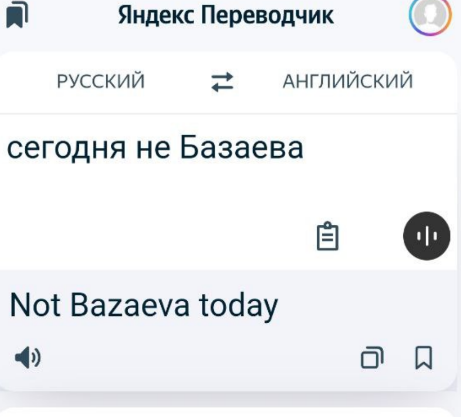 Яндекс Переводчик
РУССКИЙ АНГЛИЙСКИЙ
сегодня не Базаева
Not Bazaeva today